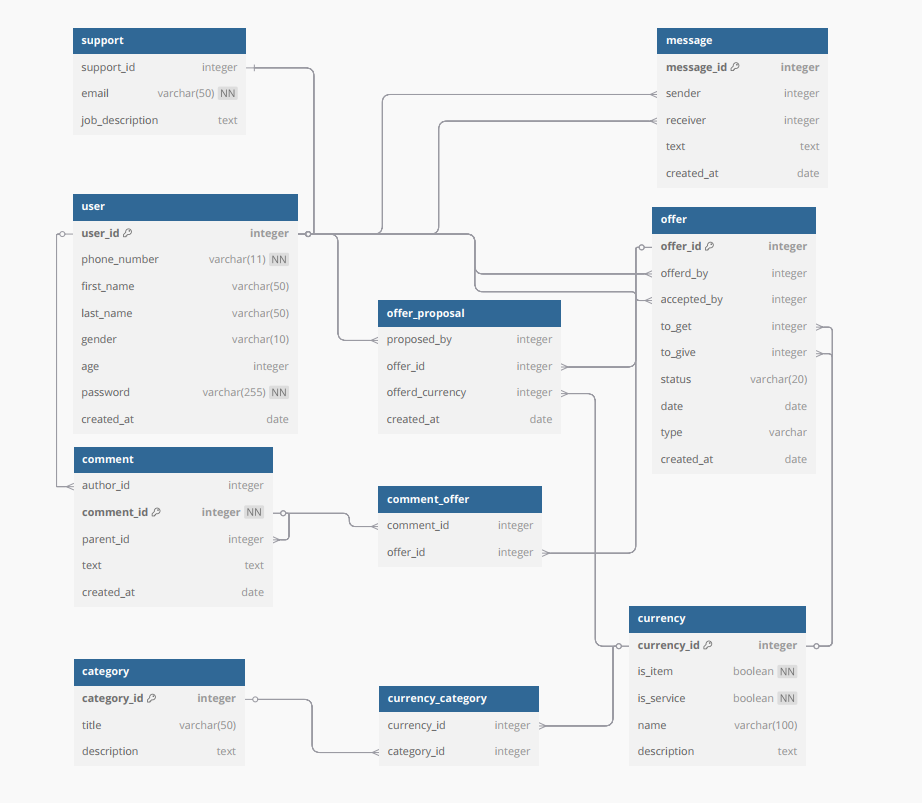 support
support_id integer
email varchar(50) NN
job_description text
message
message_id integer
sender integer
receiver integer
text text
created_at date
user
user_id integer
phone_number varchar(11) NN
first_name varchar(50)
last_name varchar(50)
gender varchar(10)
age integer
password varchar(255) NN
created_at date
offer
offer_id integer
offerd_by integer
accepted_by integer
to_get integer
to_give integer
status varchar(20)
date date
type varchar
created_at date
offer_proposal
proposed_by integer
offer_id integer
offerd_currency integer
created_at date
comment
author_id integer
comment_id integer NN
parent_id integer
text text
created_at date
comment_offer
comment_id integer
offer_id integer
currency
currency_id integer
is_item boolean NN
is_service boolean NN
name varchar(100)
description text
category
category_id integer
title varchar(50)
description text
currency_category
currency_id integer
category_id integer